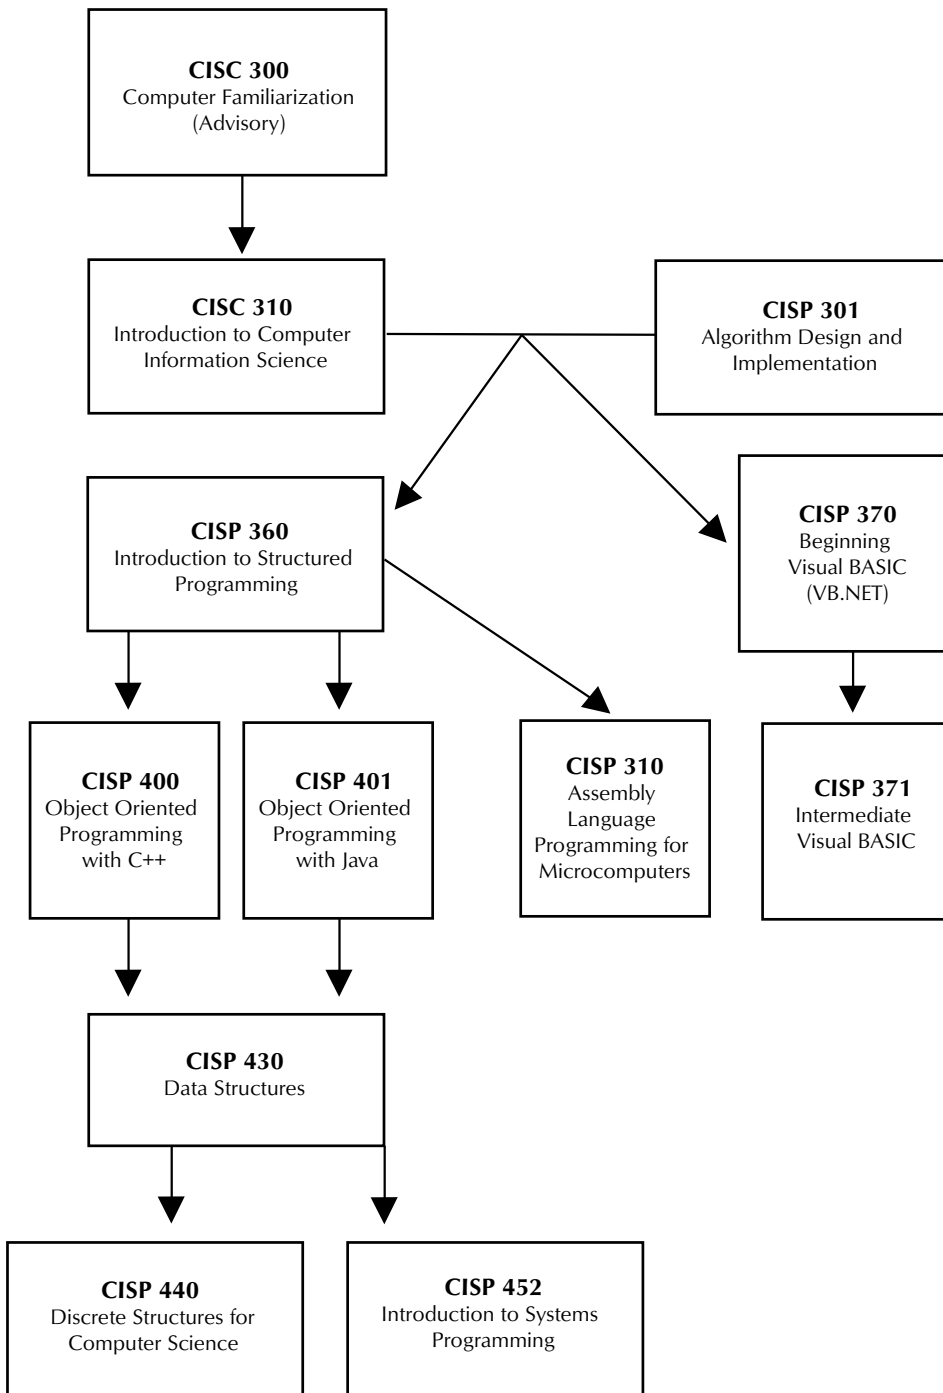 CISC 300
Computer Familiarization
(Advisory)
CISC 310
Introduction to Computer
Information Science
CISP 301
Algorithm Design and
Implementation
CISP 360
Introduction to Structured
Programming
CISP 370
Beginning
Visual BASIC
(VB.NET)
CISP 400
Object Oriented
Programming
with C++
CISP 401
Object Oriented
Programming
with Java
CISP 310
Assembly
Language
Programming for
Microcomputers
CISP 371
Intermediate
Visual BASIC
CISP 430
Data Structures
CISP 440
Discrete Structures for
Computer Science
CISP 452
Introduction to Systems
Programming